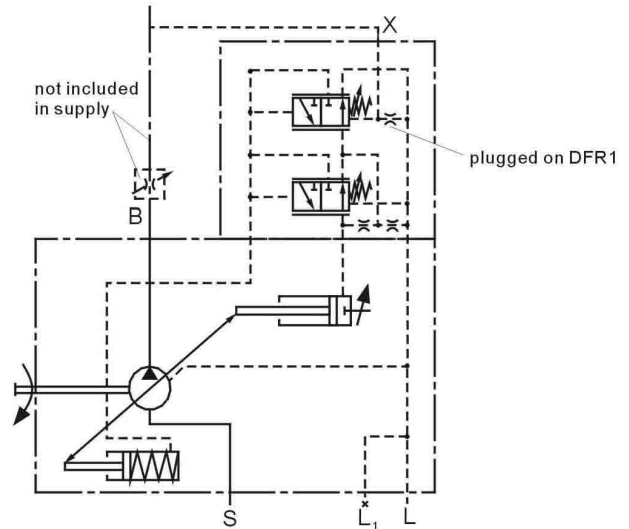 X
not included
in supply
plugged on DFR1
B
S
L1
L